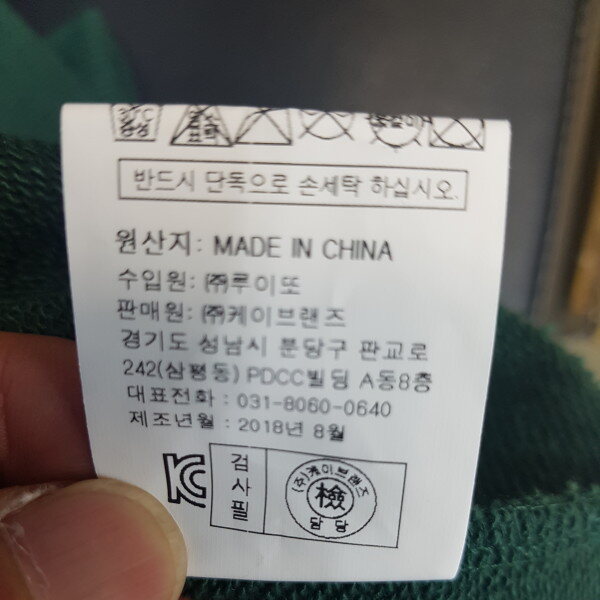 반드시 단독으로 손세탁 하십시오.
원산지: MADE IN CHINA
수입원: ㈜루이또
판매원: ㈜케이브랜즈
경기도 성남시 분당구 판교로
242(삼평동) PDCC빌딩 A동8층
대표전화 : 031-8060-0640
제조년월 : 2018년 8월
검사필
(주)케이브랜즈
檢
담당